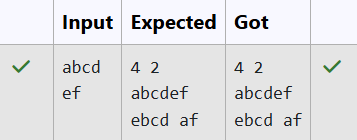 Input Expected Got
✓ abcd 4 2 4 2 ✓
ef abcdef abcdef
ebcd af ebcd af